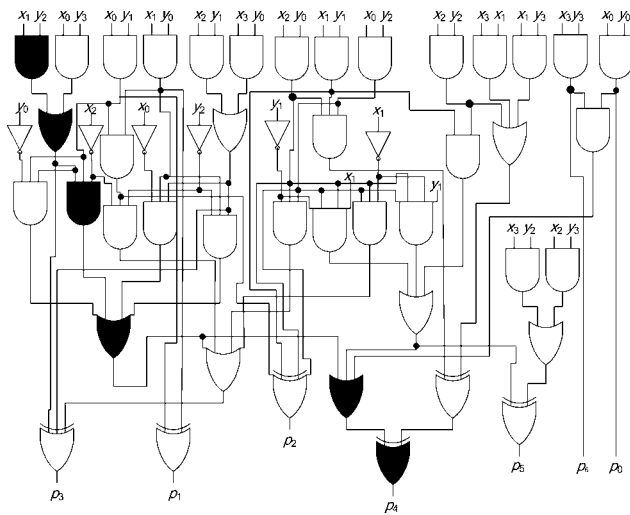 x1 y2 x0 y3 x0 y1 x1 y0 x2 y1 x3 y0 x2 y0 x1 y1 x0 y2 x2 y2 x3 x1 x1 y3 x3 y3 x0 y0
y0 x2 x0 y2 y1 x1
x1 y1
x3 y2 x2 y3
p2
p5 p6 p0
p3 p1
p4